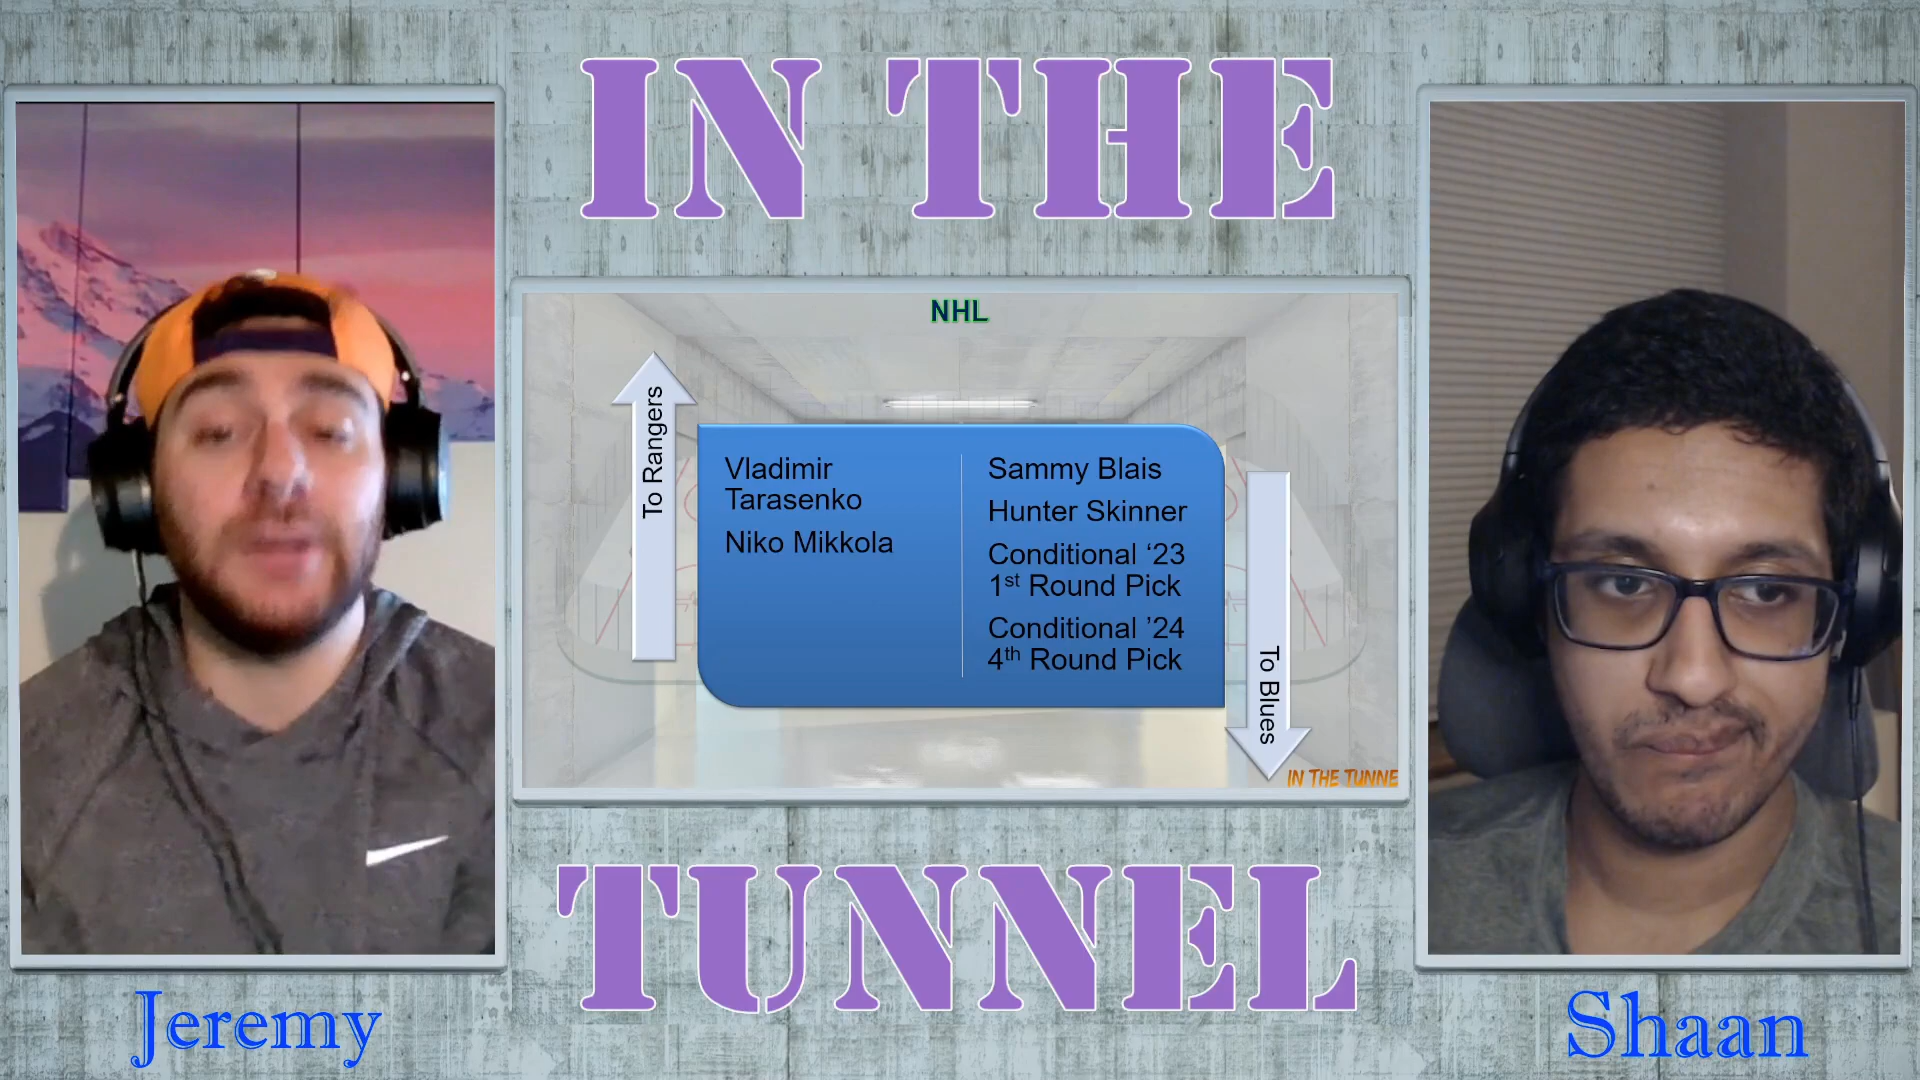 IN THE
NHL
To Rangers
Vladimir
Tarasenko
Niko Mikkola
Sammy Blais
Hunter Skinner
Conditional ‘23
1st Round Pick
Conditional ’24
4th Round Pick
To Blues
IN THE TUNNE
TUNNEL
Jeremy
Shaan